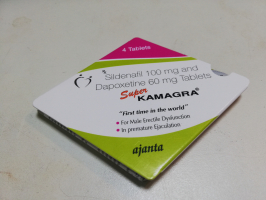 4 Tablets
Sildenafil 100 mg and
Dapoxetine 60 mg Tablets
Super
KAMAGRA®
"First time in the world"
• For Male Erectile Dysfunction
• In premature Ejaculation
ajanta